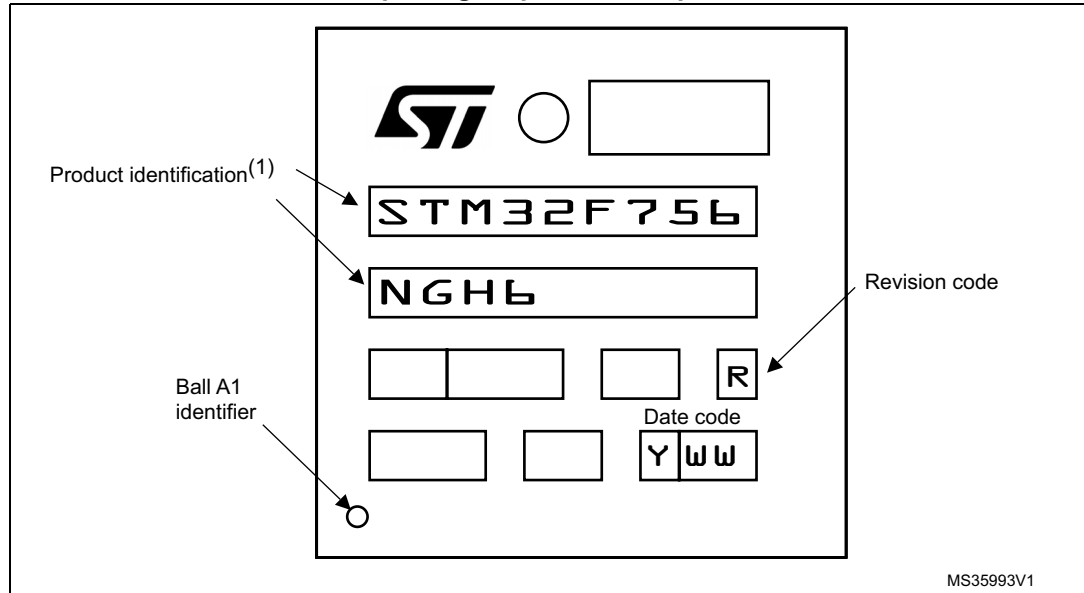 ST
Product identification(1)
STM32F756
NGH6
Revision code
R
Ball A1
identifier
Date code
Y WW
MS35993V1